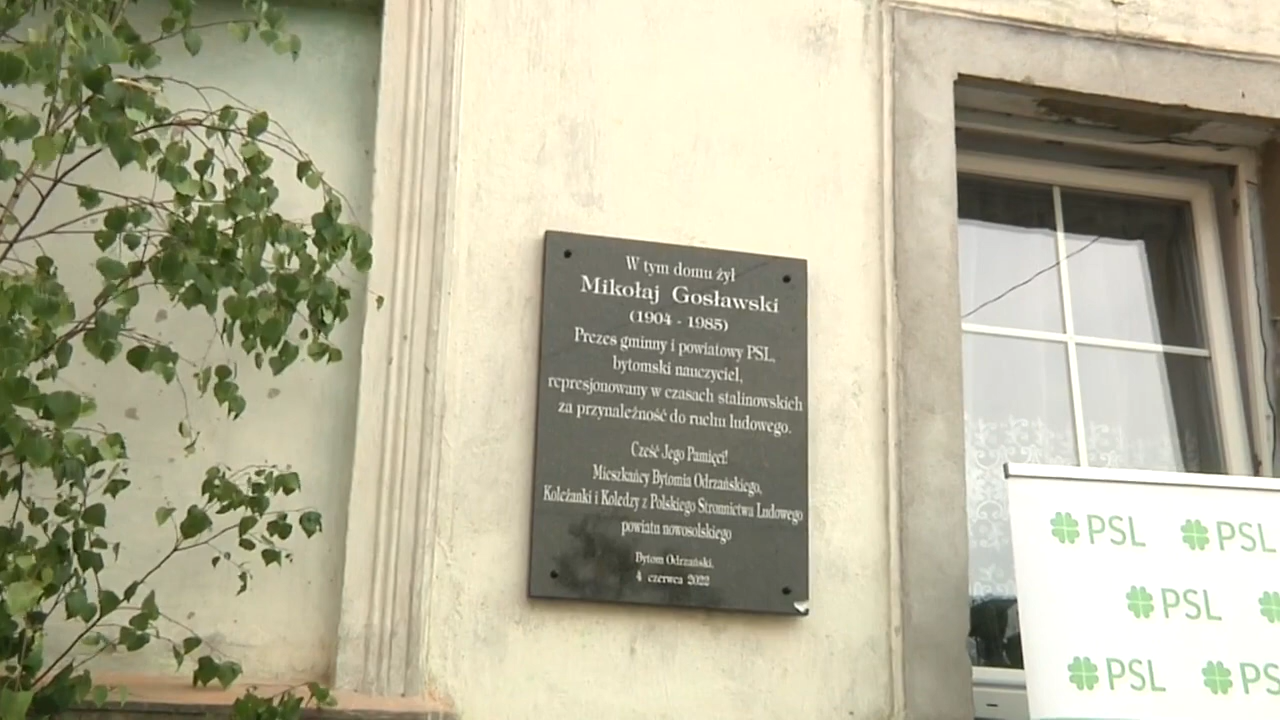 W tym domu żył
Mikołaj Gosławski
(1904 - 1985)
Prezes gminny i powiatowy PSL,
bytomski nauczyciel,
represjonowany w czasach stalinowskich
za przynależność do ruchu ludowego.
Cześć Jego Pamięci!
Mieszkańcy Bytomia Odrzańskiego,
Koleżanki i Koledzy z Polskiego Stronnictwa Ludowego
powiatu nowosolskiego
Bytom Odrzański,
4 czerwca 2022
PSL PSL
PSL
PSL PS